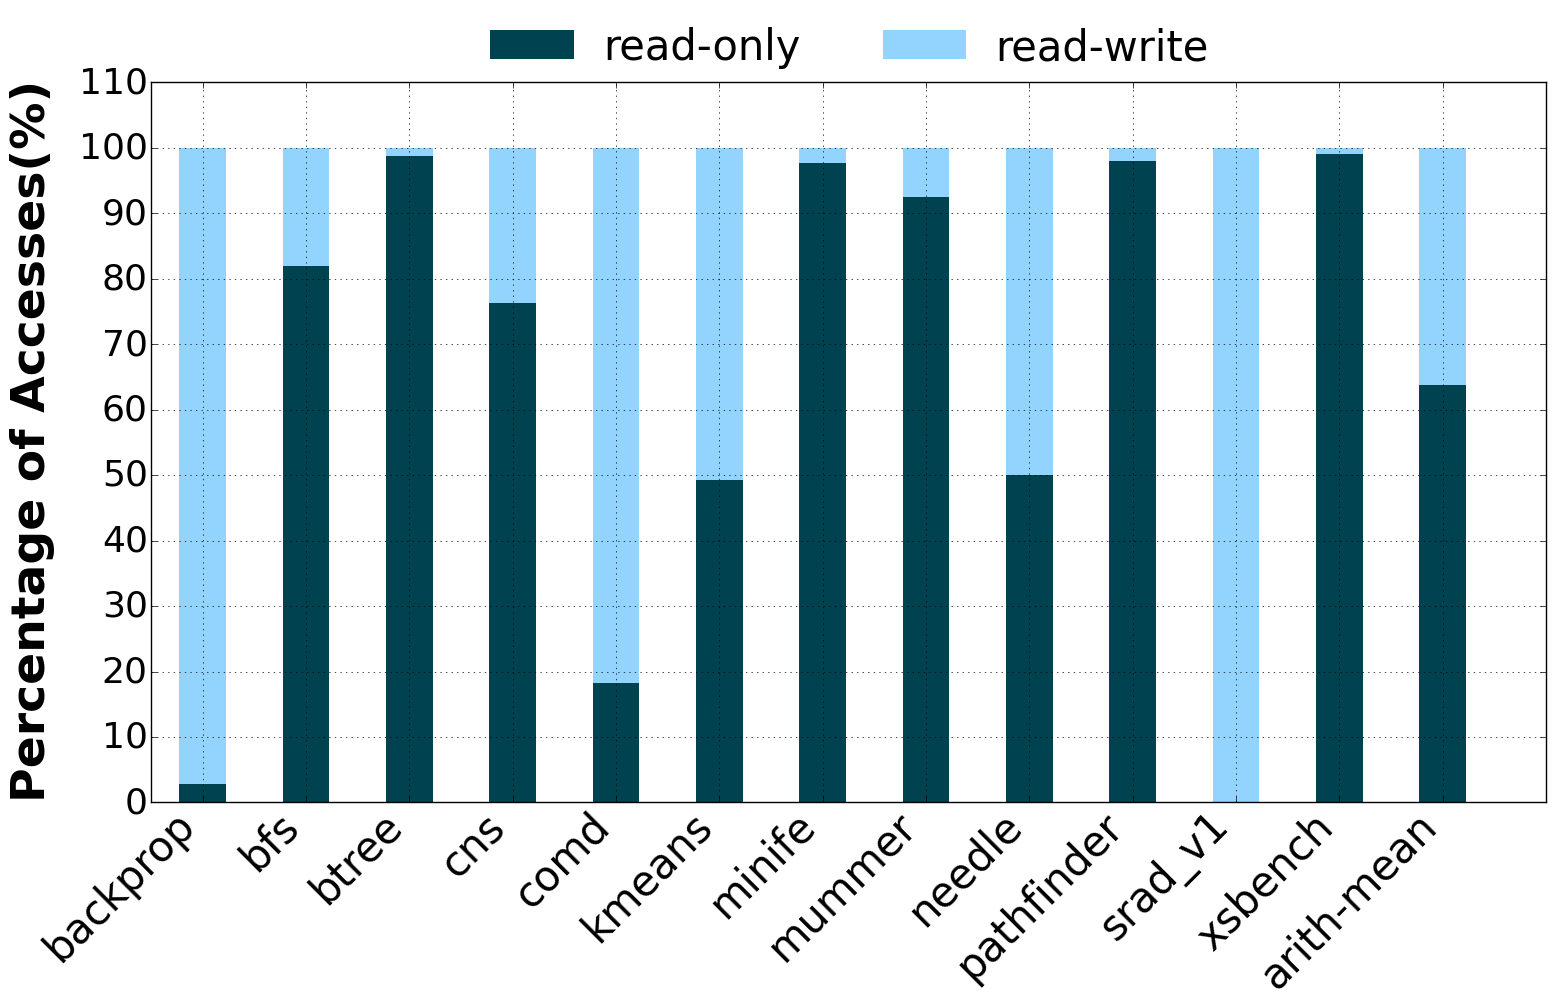 read-only read-write
Percentage of Accesses(%)
110
100
90
80
70
60
50
40
30
20
10
0
backprop
bfs
btree
cns
comd
kmeans
minife
mummer
needle
pathfinder
srad_v1
xsbench
arith-mean